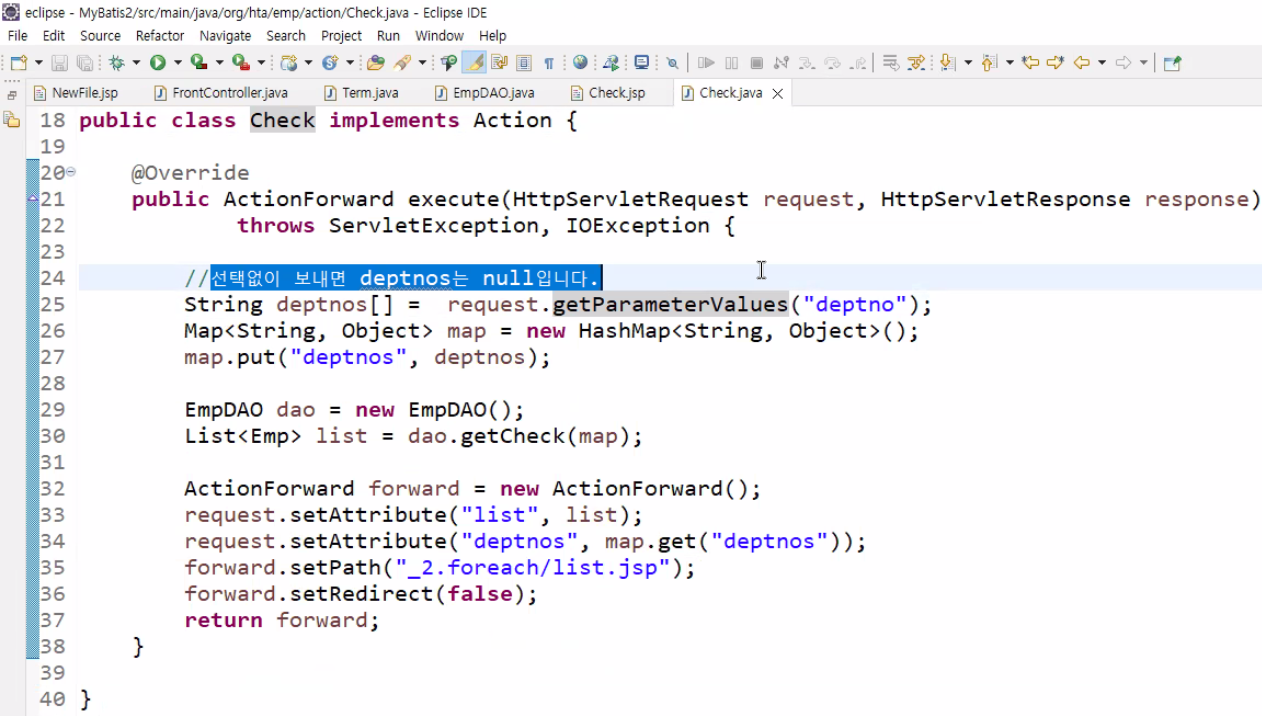 eclipse - MyBatis2/src/main/java/org/hta/emp/action/Check.java - Eclipse IDE
File Edit Source Refactor Navigate Search Project Run Window Help
NewFile.jsp FrontController.java Term.java EmpDAO.java Check.jsp Check.java
18 public class Check implements Action {
19
20 @Override
21 public ActionForward execute(HttpServletRequest request, HttpServletResponse response)
22 throws ServletException, IOException {
23
24 //선택없이 보내면 deptnos는 null입니다.
25 String deptnos[] = request.getParameterValues("deptno");
26 Map<String, Object> map = new HashMap<String, Object>();
27 map.put("deptnos", deptnos);
28
29 EmpDAO dao = new EmpDAO();
30 List<Emp> list = dao.getCheck(map);
31
32 ActionForward forward = new ActionForward();
33 request.setAttribute("list", list);
34 request.setAttribute("deptnos", map.get("deptnos"));
35 forward.setPath("_2.foreach/list.jsp");
36 forward.setRedirect(false);
37 return forward;
38 }
39
40 }